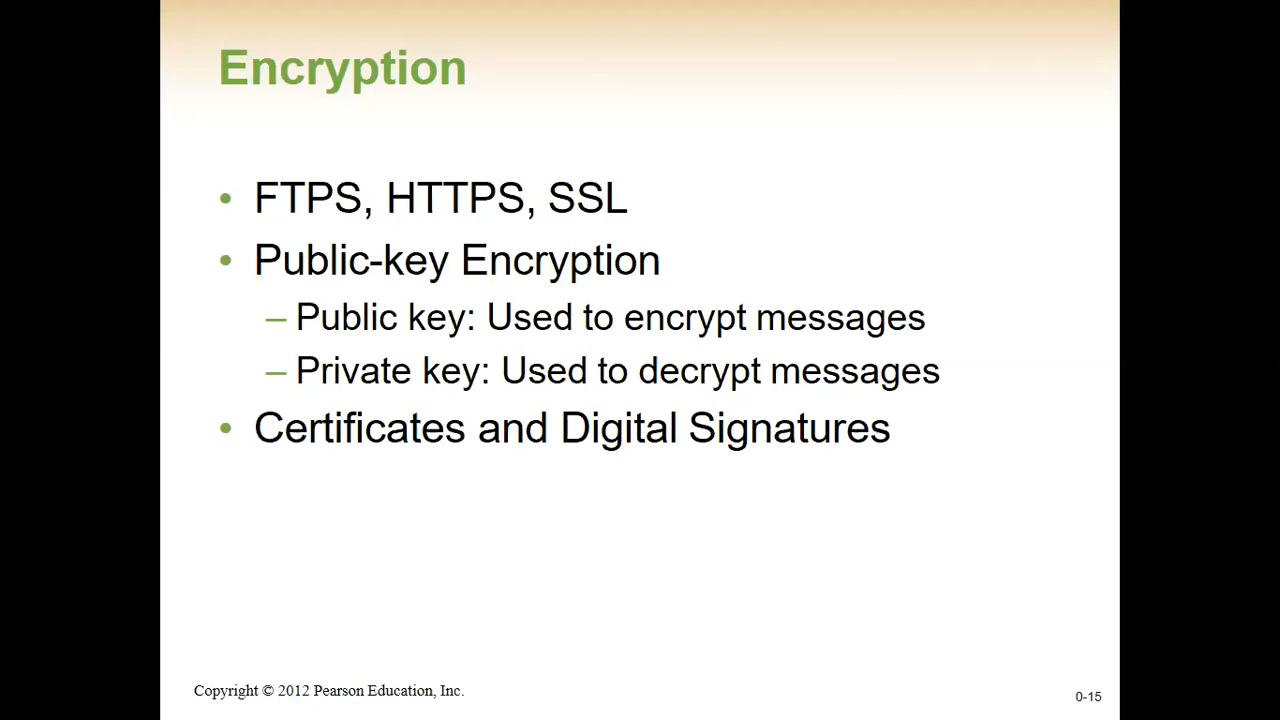 Encryption
• FTPS, HTTPS, SSL
• Public-key Encryption
– Public key: Used to encrypt messages
– Private key: Used to decrypt messages
• Certificates and Digital Signatures
Copyright © 2012 Pearson Education, Inc.
0-15